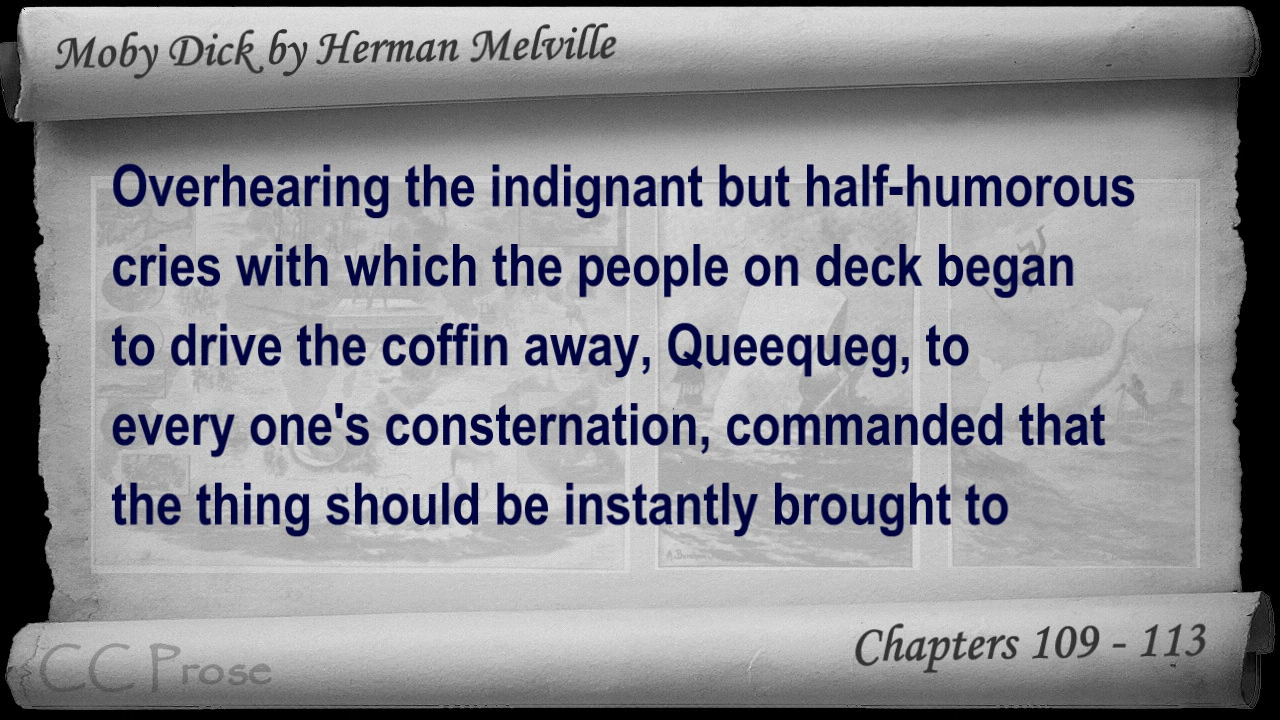 Moby Dick by Herman Melville
Overhearing the indignant but half-humorous
cries with which the people on deck began
to drive the coffin away, Queequeg, to
every one's consternation, commanded that
the thing should be instantly brought to
Chapters 109 - 113
CC Prose